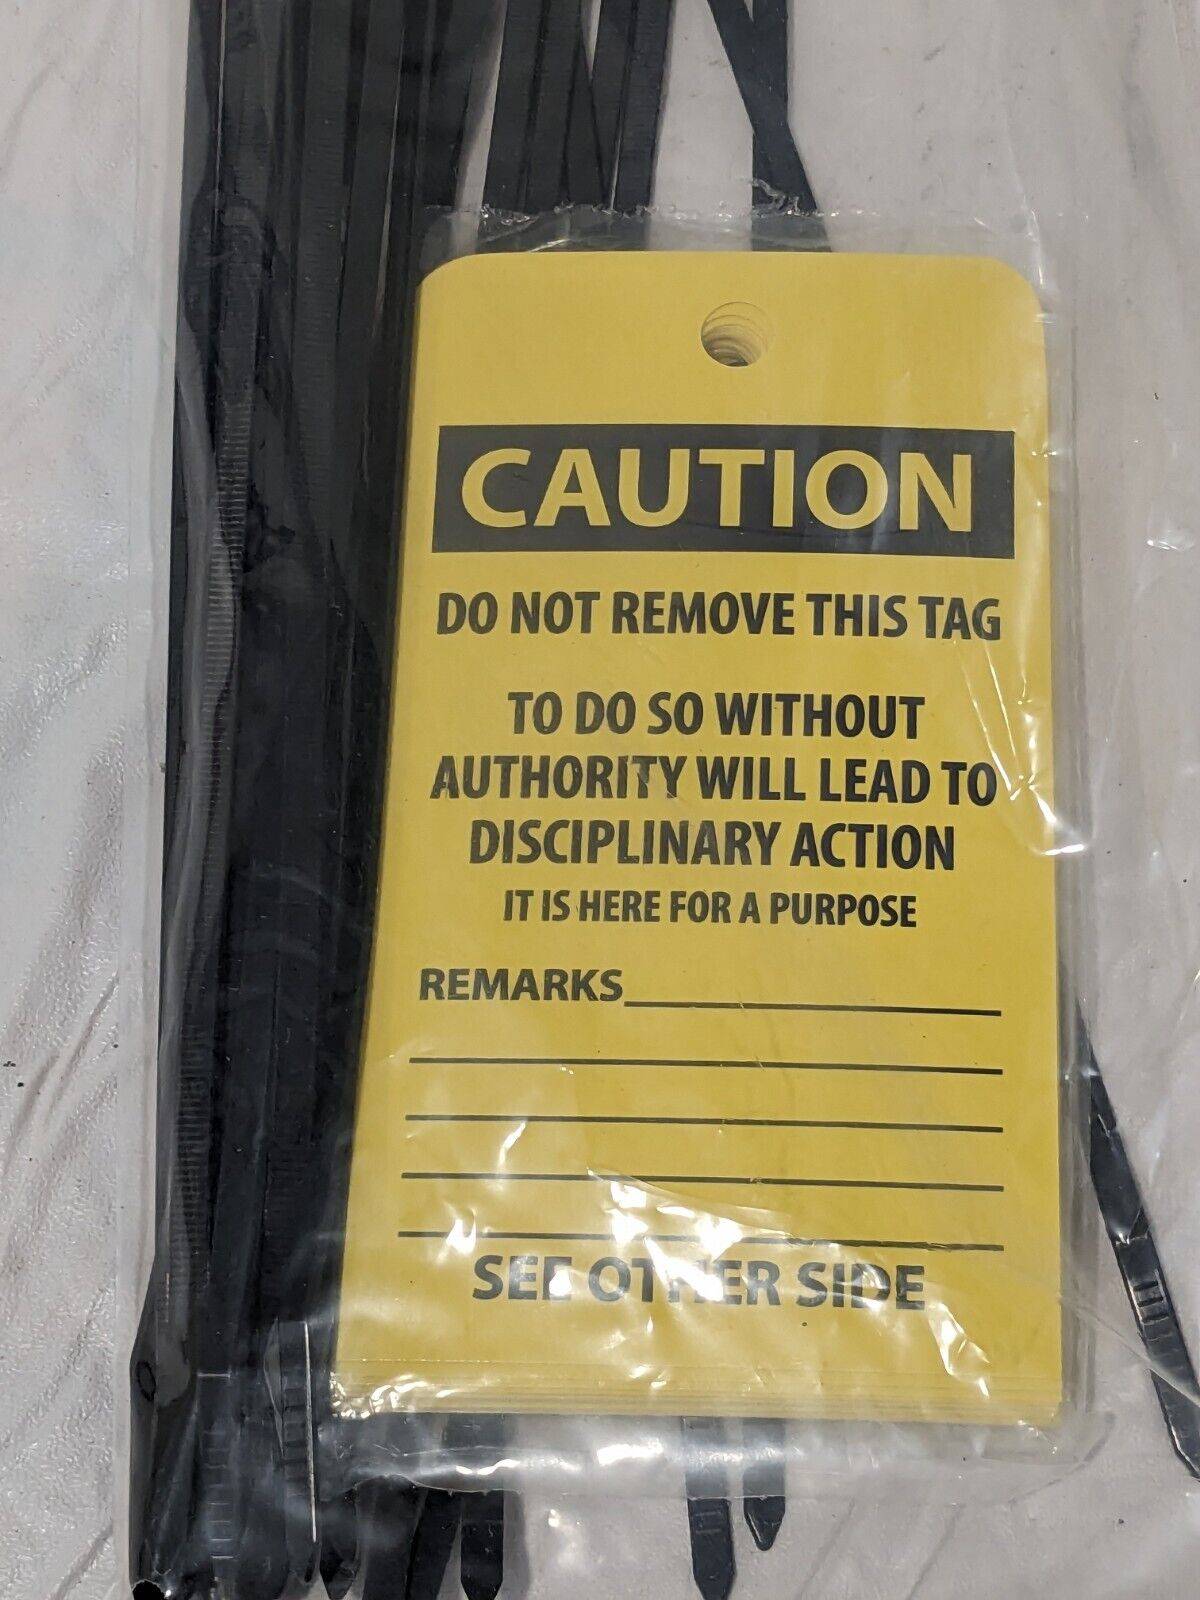 CAUTION
DO NOT REMOVE THIS TAG
TO DO SO WITHOUT
AUTHORITY WILL LEAD TO
DISCIPLINARY ACTION
IT IS HERE FOR A PURPOSE
REMARKS
SEE OTHER SIDE